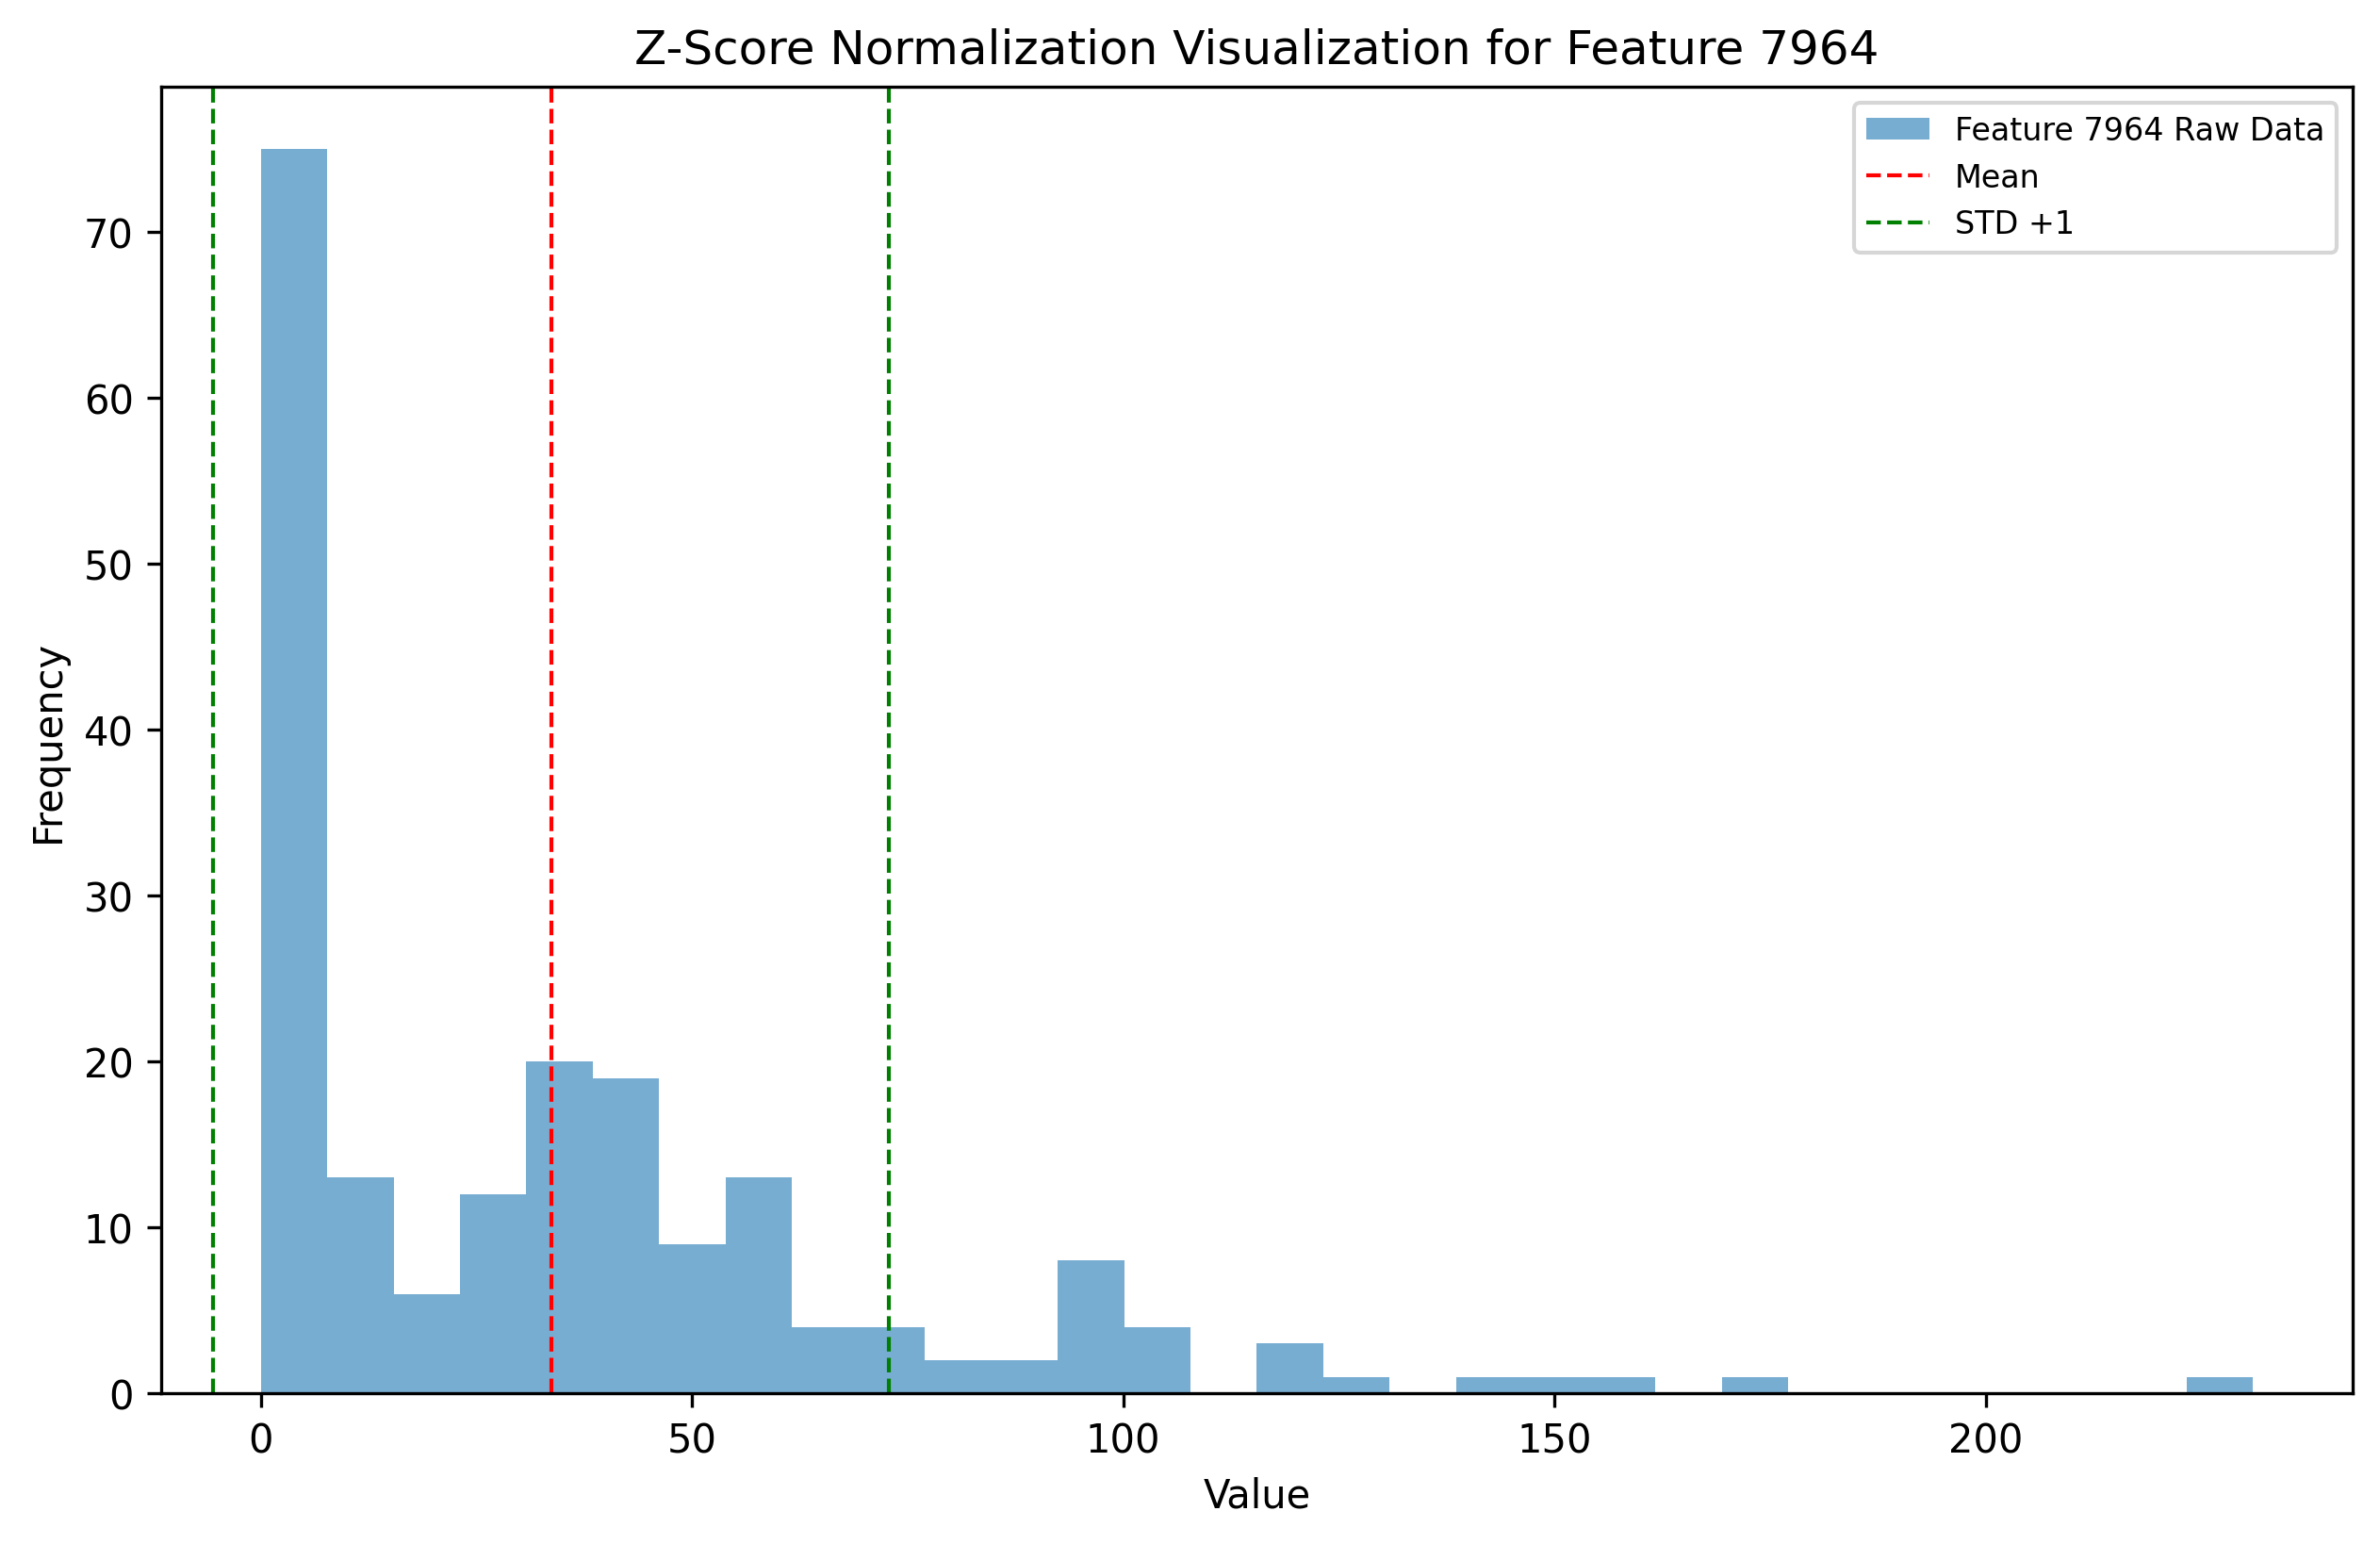 Z-Score Normalization Visualization for Feature 7964
Feature 7964 Raw Data
Mean
STD +1
70
60
50
40
30
20
10
0
Frequency
0 50 100 150 200
Value